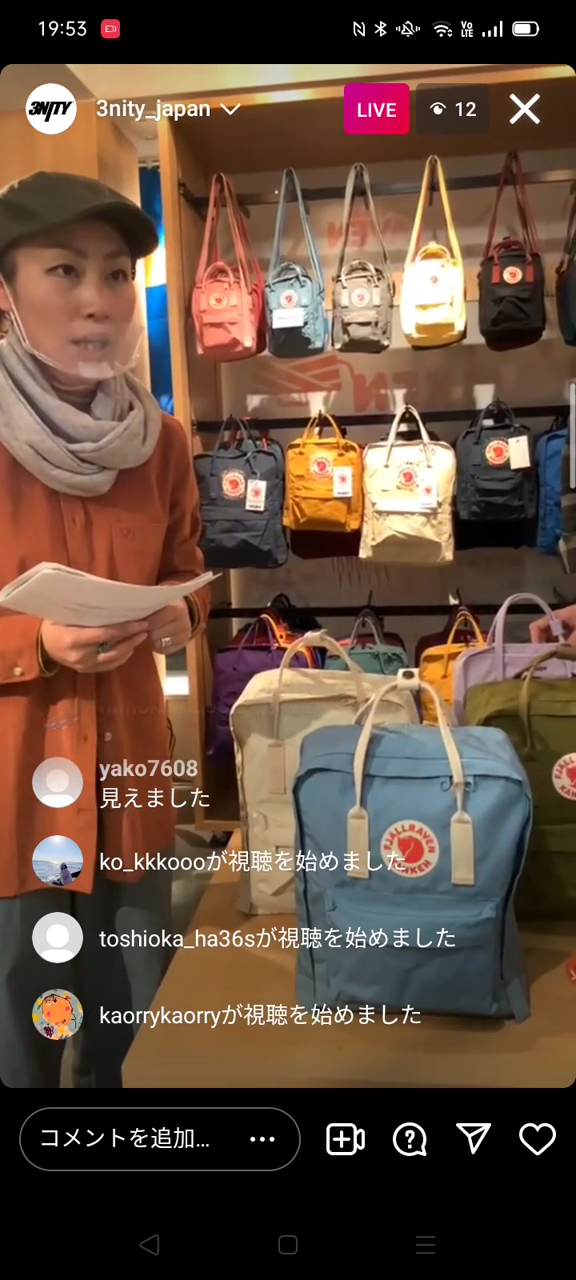 19:53
Vo LTE
3NITY
3nity_japan
LIVE
12
yako7608
見えました
ko_kkkoooが視聴を始めました
toshioka_ha36sが視聴を始めました
kaorrykaorryが視聴を始めました
FJÄLLRÄVEN
KÅNKEN
コメントを追加...